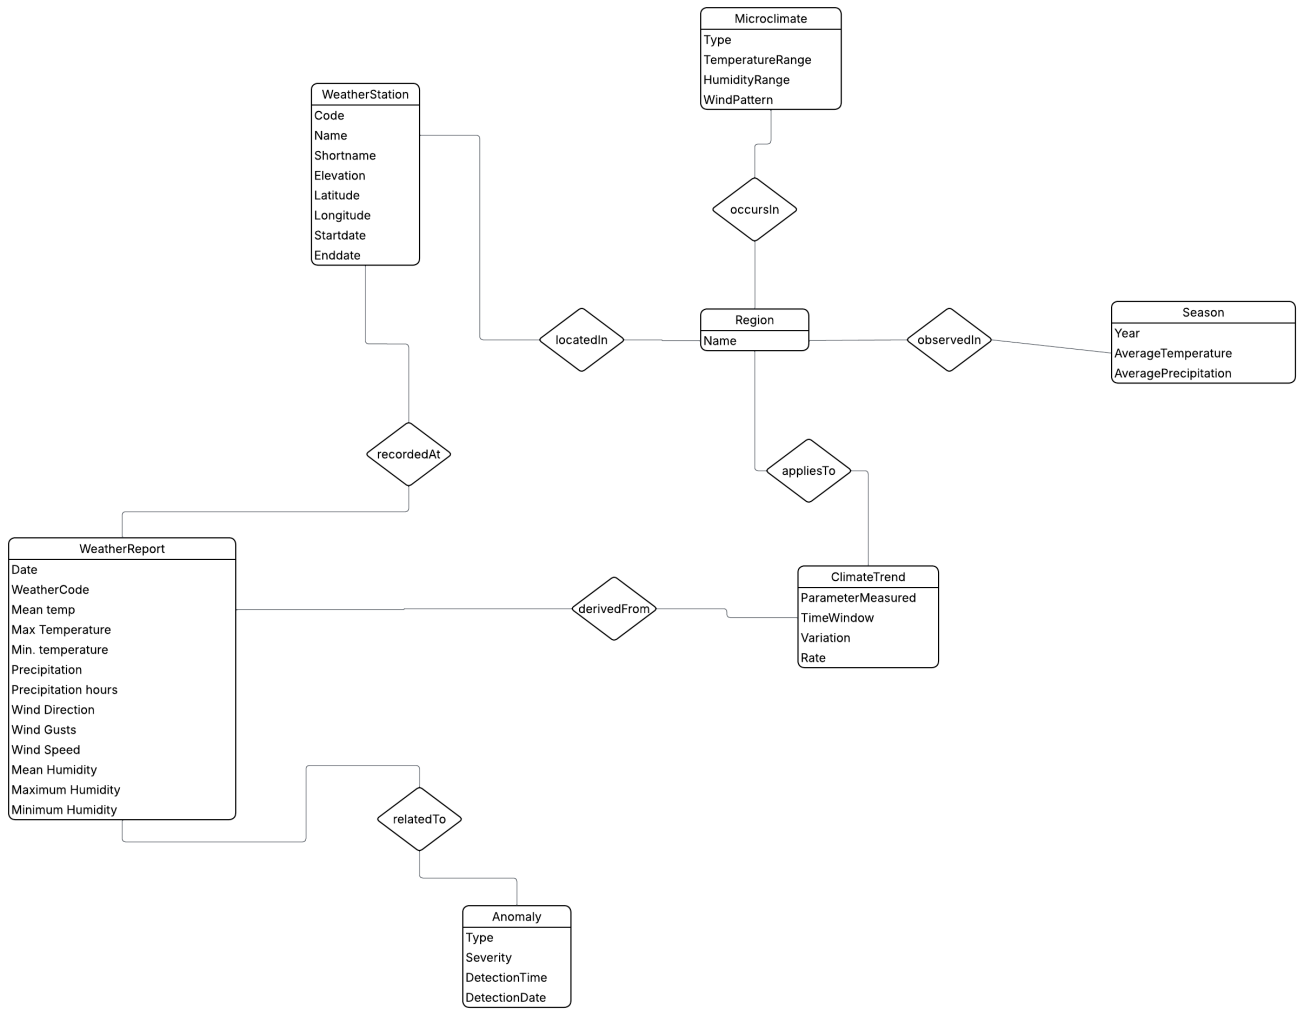 Microclimate
Type
TemperatureRange
HumidityRange
WindPattern
WeatherStation
Code
Name
Shortname
Elevation
Latitude
Longitude
Startdate
Enddate
occursIn
locatedIn
Region
Name
observedIn
Season
Year
AverageTemperature
AveragePrecipitation
recordedAt
appliesTo
WeatherReport
Date
WeatherCode
Mean temp
Max Temperature
Min. temperature
Precipitation
Precipitation hours
Wind Direction
Wind Gusts
Wind Speed
Mean Humidity
Maximum Humidity
Minimum Humidity
derivedFrom
ClimateTrend
ParameterMeasured
TimeWindow
Variation
Rate
relatedTo
Anomaly
Type
Severity
DetectionTime
DetectionDate